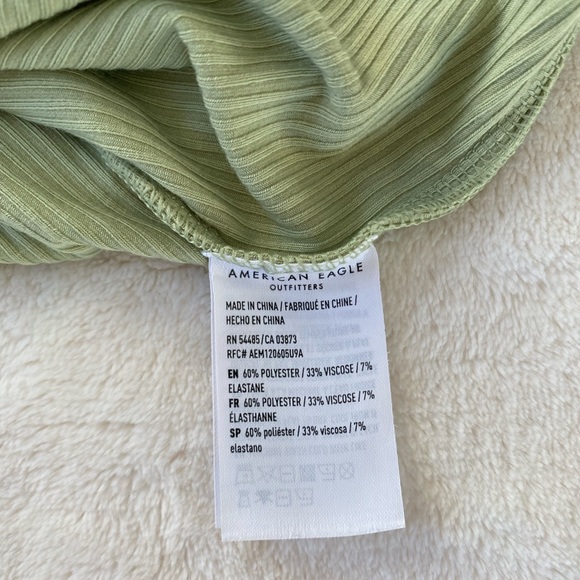 AMERICAN EAGLE
OUTFITTERS
MADE IN CHINA / FABRIQUÉ EN CHINE /
HECHO EN CHINA
RN 54485/CA 03873
RFC# AEM120605U9A
EN 60% POLYESTER / 33% VISCOSE / 7%
ELASTANE
FR 60% POLYESTER / 33% VISCOSE / 7%
ÉLASTHANNE
SP 60% poliéster / 33% viscosa / 7%
elastano